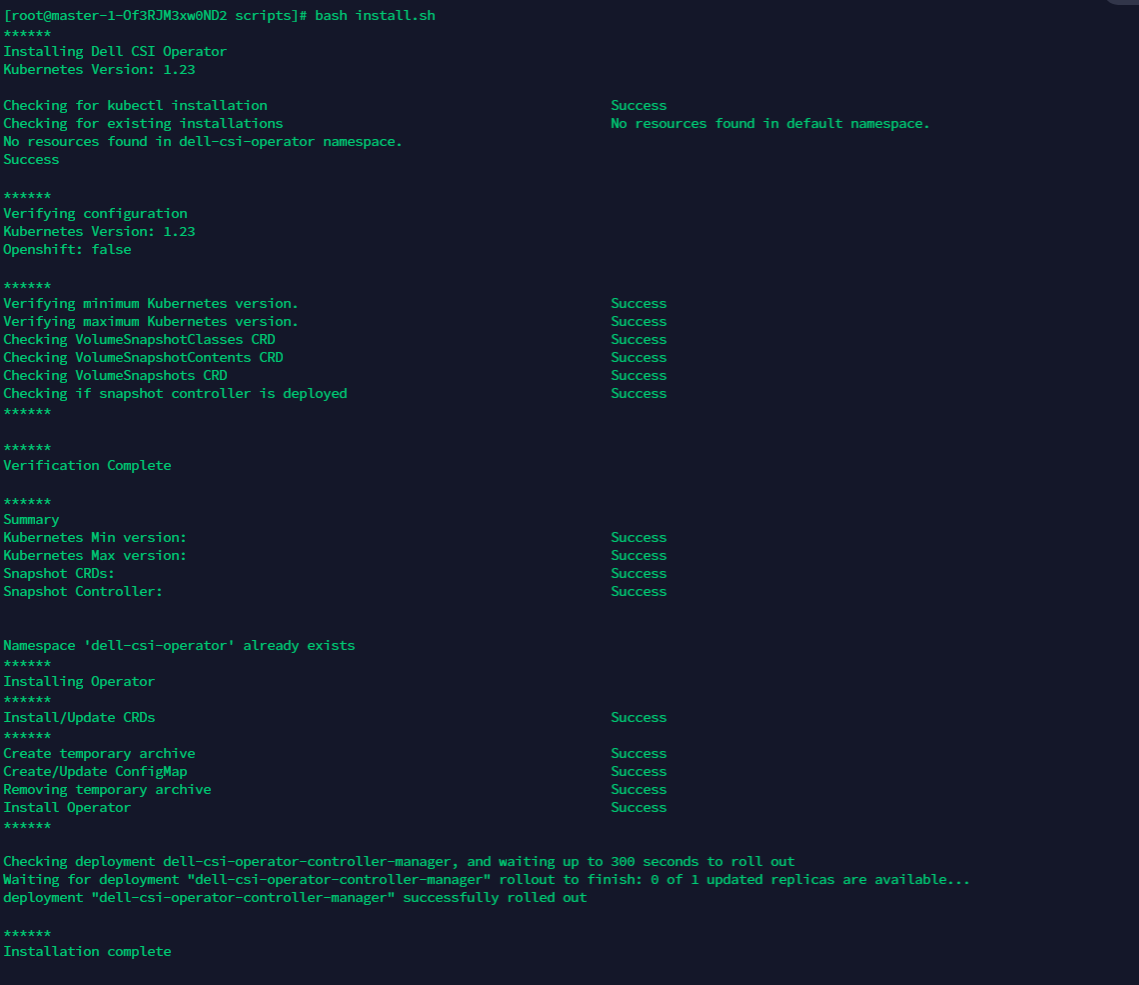 [root@master-1-Of3RJM3xw0ND2 scripts]# bash install.sh
******
Installing Dell CSI Operator
Kubernetes Version: 1.23
Checking for kubectl installation Success
Checking for existing installations No resources found in default namespace.
No resources found in dell-csi-operator namespace.
Success
******
Verifying configuration
Kubernetes Version: 1.23
Openshift: false
******
Verifying minimum Kubernetes version. Success
Verifying maximum Kubernetes version. Success
Checking VolumeSnapshotClasses CRD Success
Checking VolumeSnapshotContents CRD Success
Checking VolumeSnapshots CRD Success
Checking if snapshot controller is deployed Success
******
******
Verification Complete
******
Summary
Kubernetes Min version: Success
Kubernetes Max version: Success
Snapshot CRDs: Success
Snapshot Controller: Success
Namespace 'dell-csi-operator' already exists
******
Installing Operator
******
Install/Update CRDs Success
******
Create temporary archive Success
Create/Update ConfigMap Success
Removing temporary archive Success
Install Operator Success
******
Checking deployment dell-csi-operator-controller-manager, and waiting up to 300 seconds to roll out
Waiting for deployment "dell-csi-operator-controller-manager" rollout to finish: 0 of 1 updated replicas are available...
deployment "dell-csi-operator-controller-manager" successfully rolled out
******
Installation complete